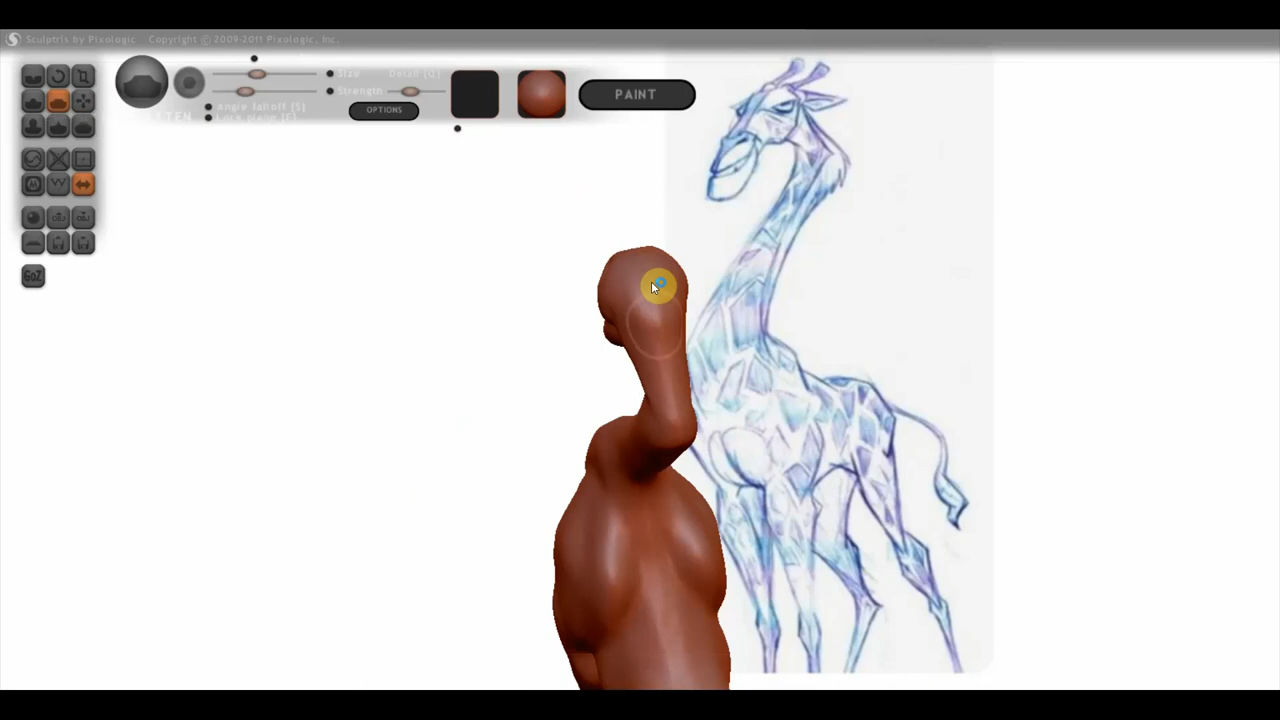 Sculptris by Pixologic   Copyright © 2009-2011 Pixologic, Inc.
Size
Detail [Q]
Strength
PAINT
Angle falloff [S]
OPTIONS
Lock plane [F]
GoZ